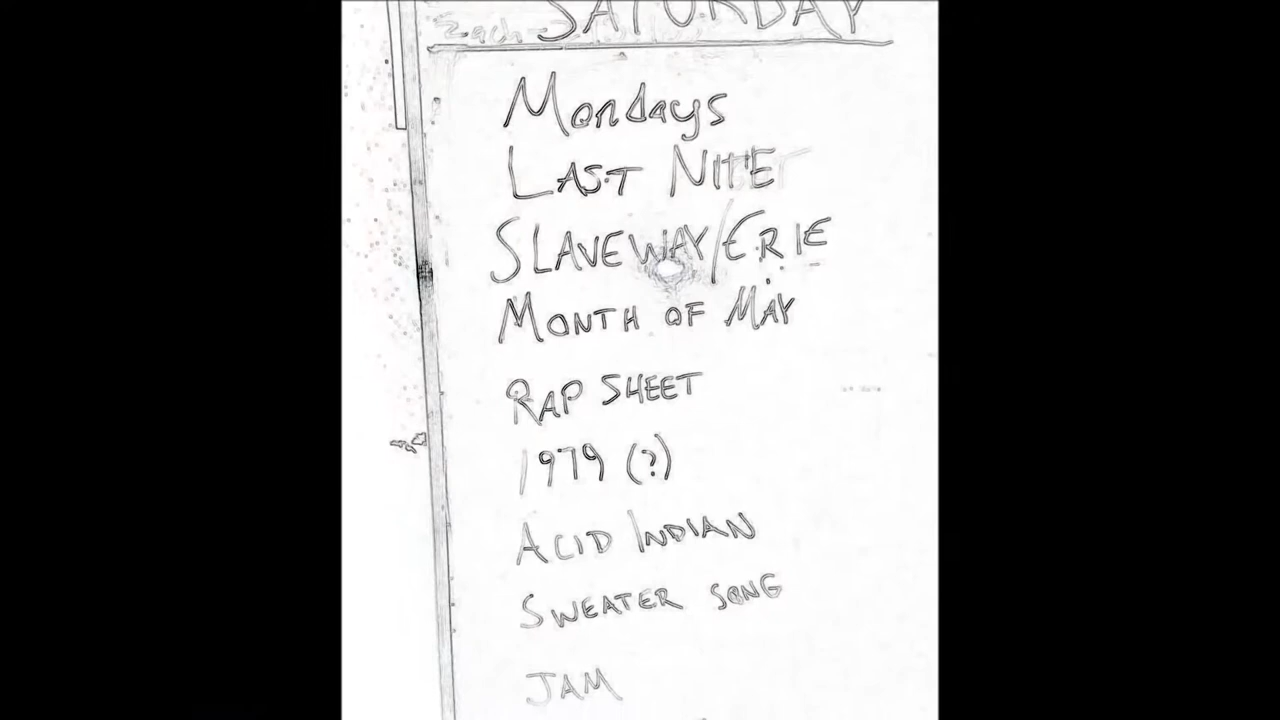 SATURDAY
Mondays
LAST NITE
SLAVEWAY/ERIE
MONTH OF MAY
RAP SHEET
1979 (?)
ACID INDIAN
SWEATER SONG
JAM